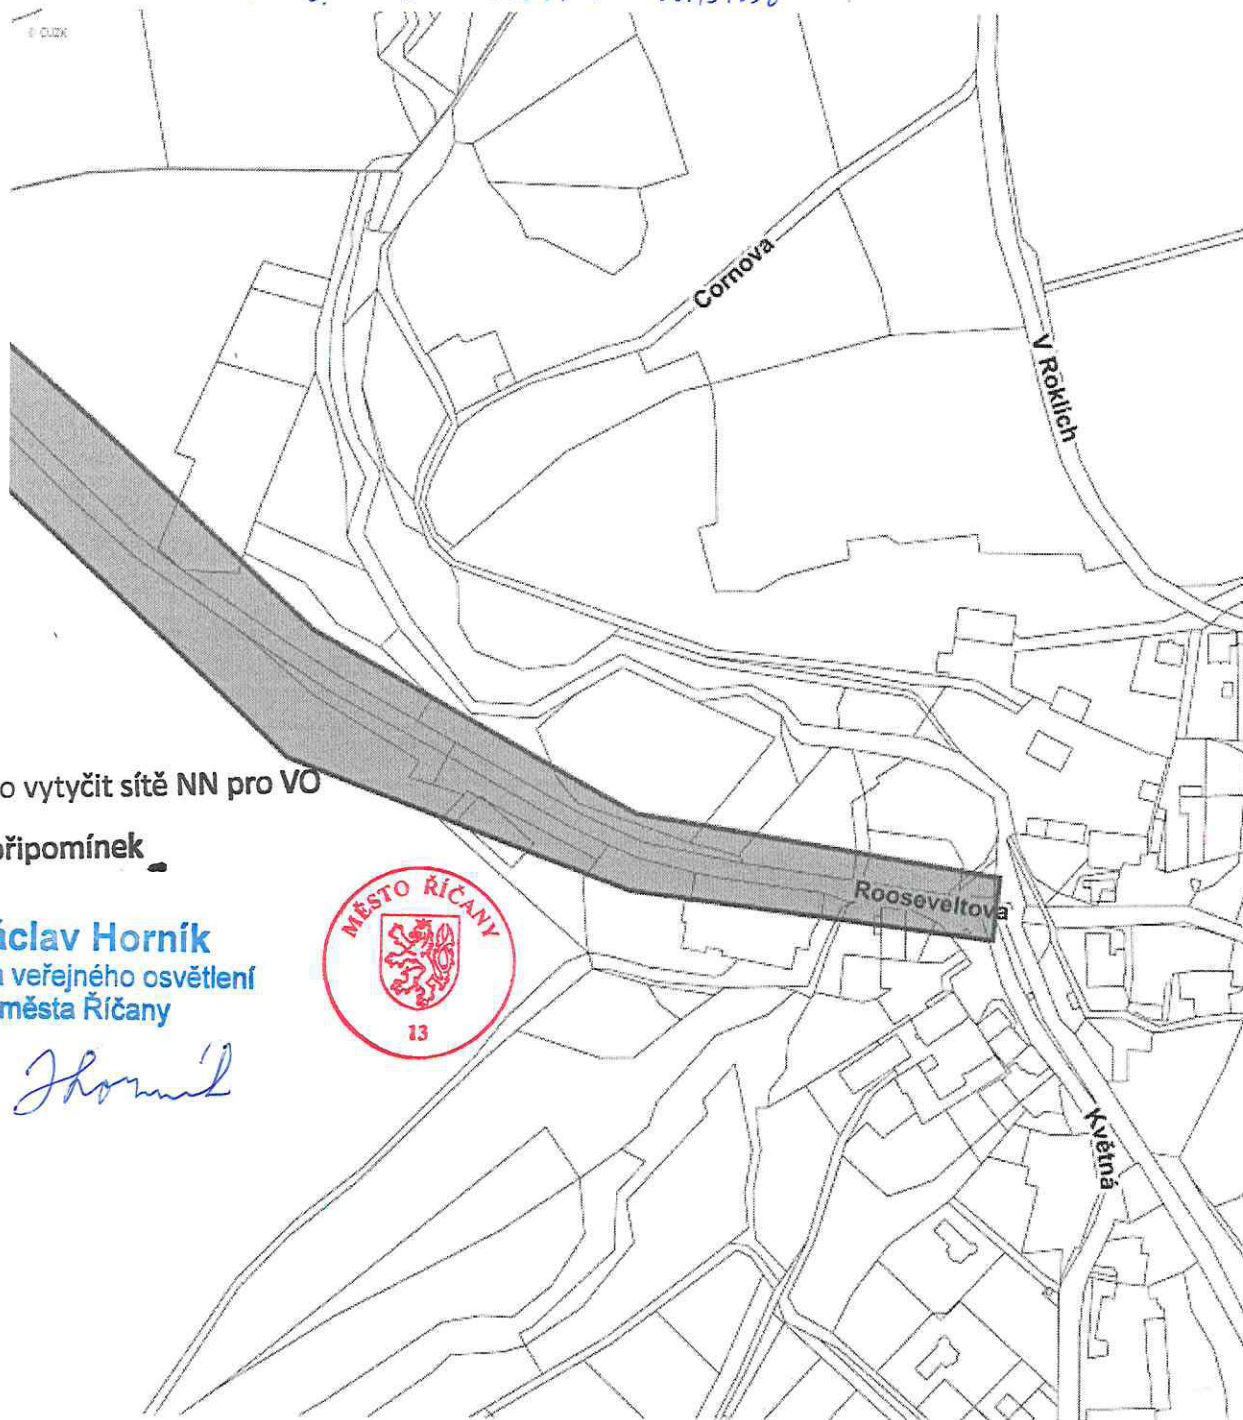 © ČÚZK
Cornova
V Roklích
o vytyčit sítě NN pro VO
připomínek
Rooseveltova
MĚSTO ŘÍČANY
13
áclav Horník
a veřejného osvětlení
města Říčany
Květná